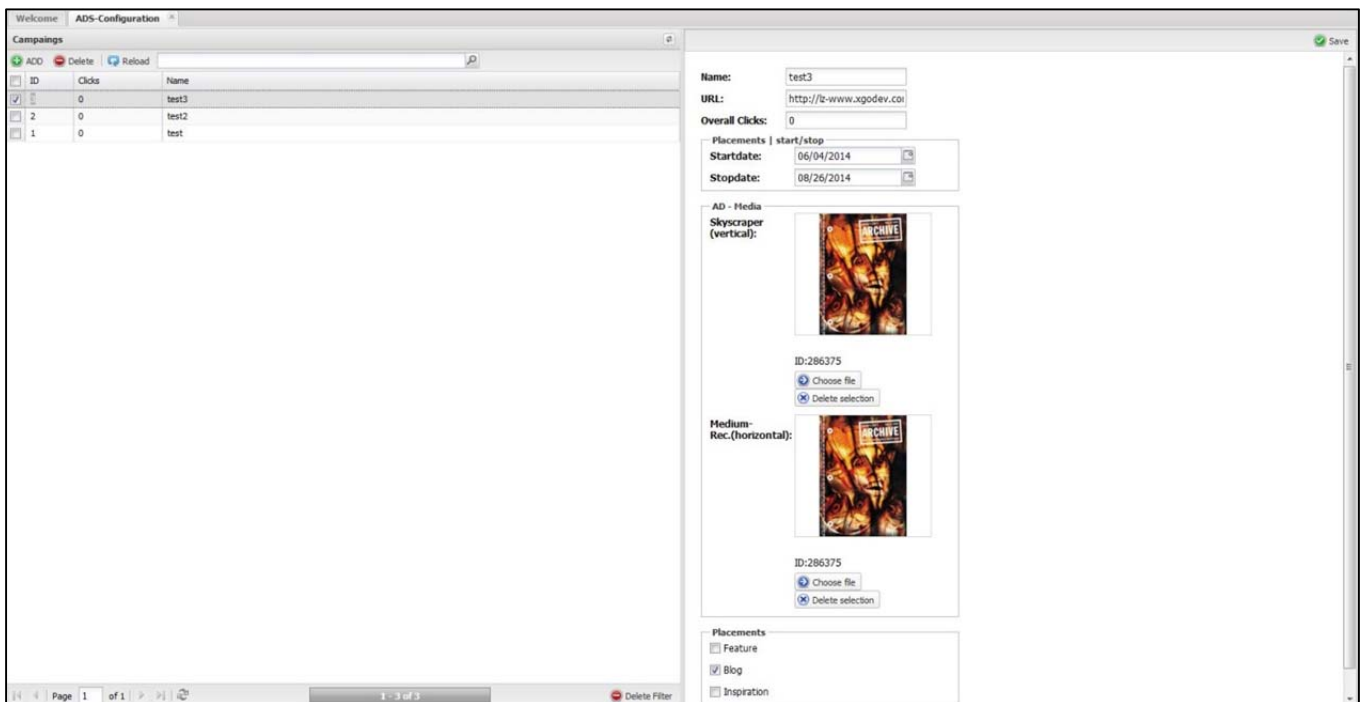 Welcome
ADS-Configuration
Campaings
ADD Delete Reload
ID Clicks Name
0 test3
2 0 test2
1 0 test
Page 1 of 1
1 - 3 of 3
Delete Filter
Save
Name: test3
URL: http://lz-www.xgodev.coi
Overall Clicks: 0
Placements | start/stop
Startdate: 06/04/2014
Stopdate: 08/26/2014
AD - Media
Skyscraper
(vertical):
ARCHIVE
ID:286375
Choose file
Delete selection
Medium-
Rec.(horizontal):
ARCHIVE
ID:286375
Choose file
Delete selection
Placements
Feature
Blog
Inspiration